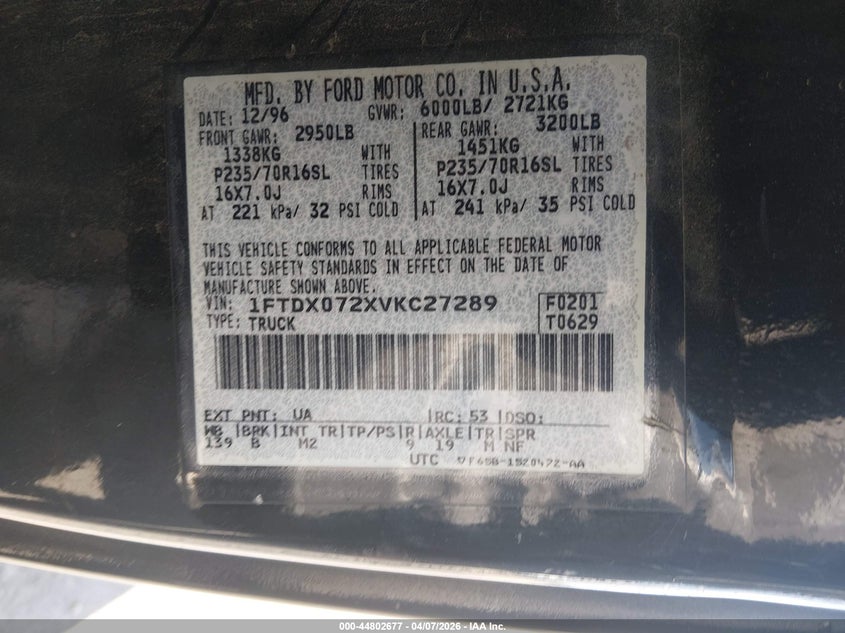 MFD. BY FORD MOTOR CO. IN U.S.A.
DATE: 12/96 GVWR: 6000LB/ 2721KG
FRONT GAWR: 2950LB REAR GAWR: 3200LB
1338KG WITH 1451KG WITH
P235/70R16SL TIRES P235/70R16SL TIRES
16X7.0J RIMS 16X7.0J RIMS
AT 221 kPa/ 32 PSI COLD AT 241 kPa/ 35 PSI COLD
THIS VEHICLE CONFORMS TO ALL APPLICABLE FEDERAL MOTOR
VEHICLE SAFETY STANDARDS IN EFFECT ON THE DATE OF
MANUFACTURE SHOWN ABOVE.
VIN: 1FTDX072XVKC27289 F0201
TYPE: TRUCK T0629
EXT PNT: UA RC: 53 DSO:
WB BRK INT TR TP/PS R AXLE TR SPR
139 B M2 9 19 M NF
UTC
000-44802677 - 04/07/2026 - IAA Inc.